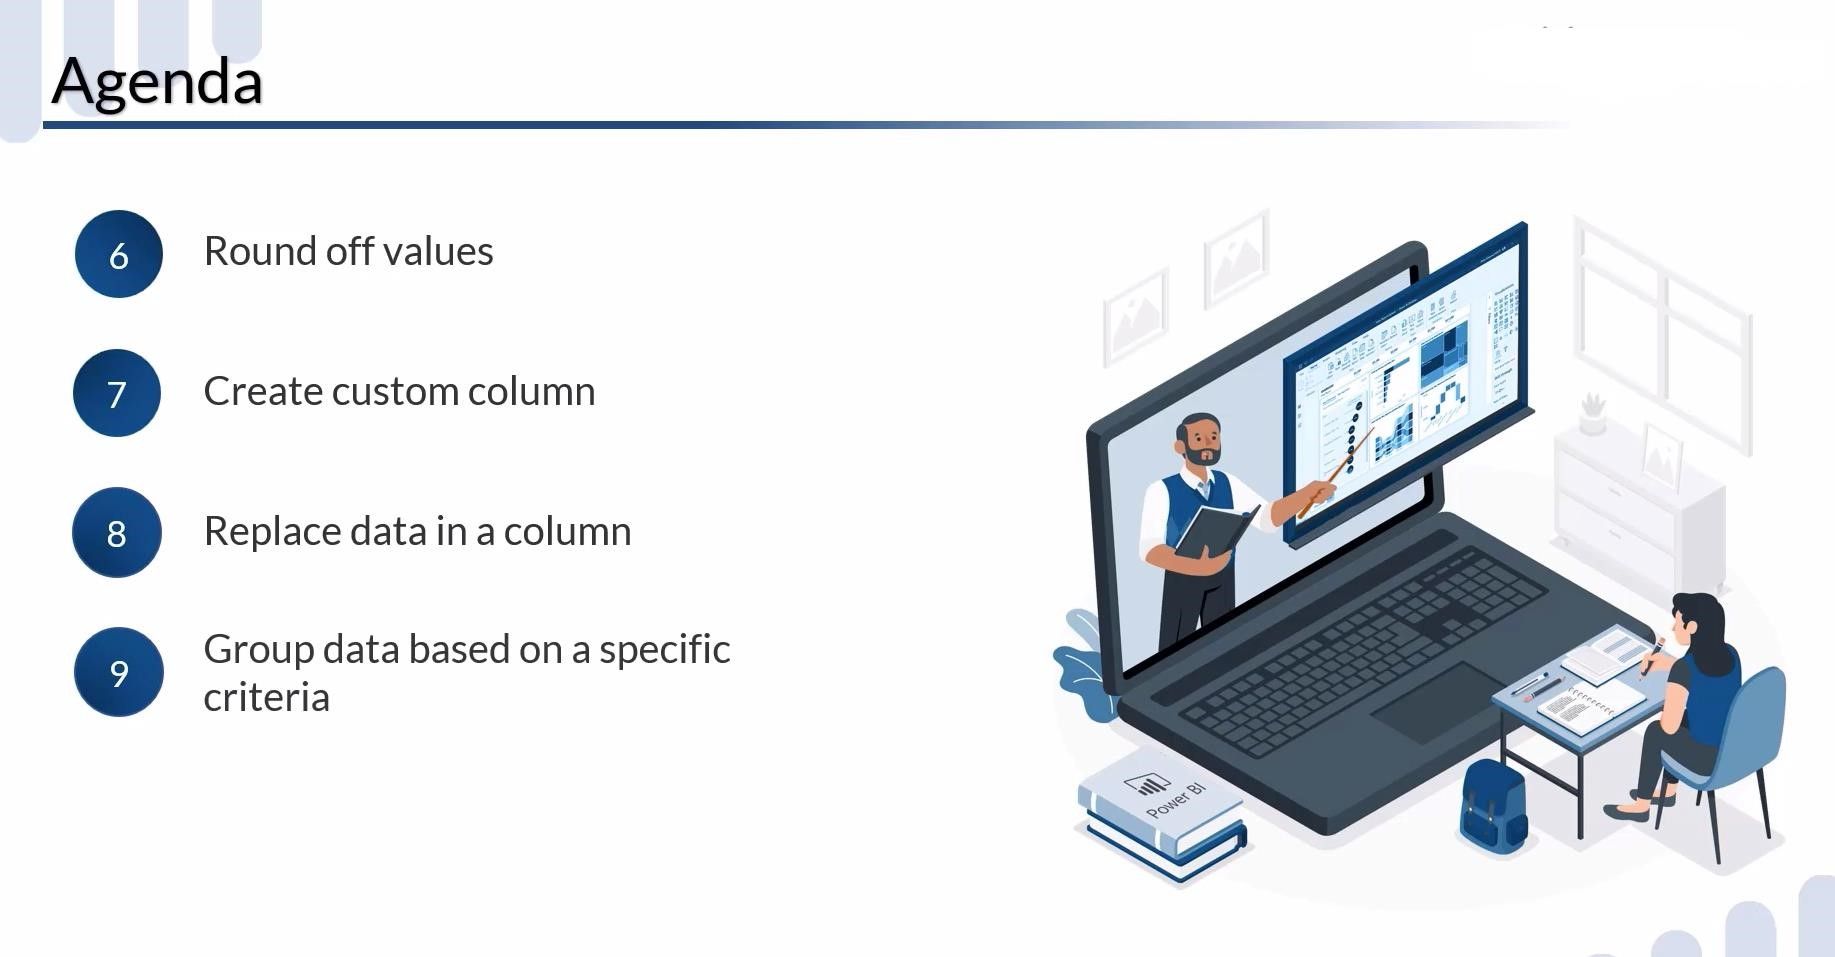 Agenda
6
Round off values
7
Create custom column
8
Replace data in a column
9
Group data based on a specific
criteria
Power BI